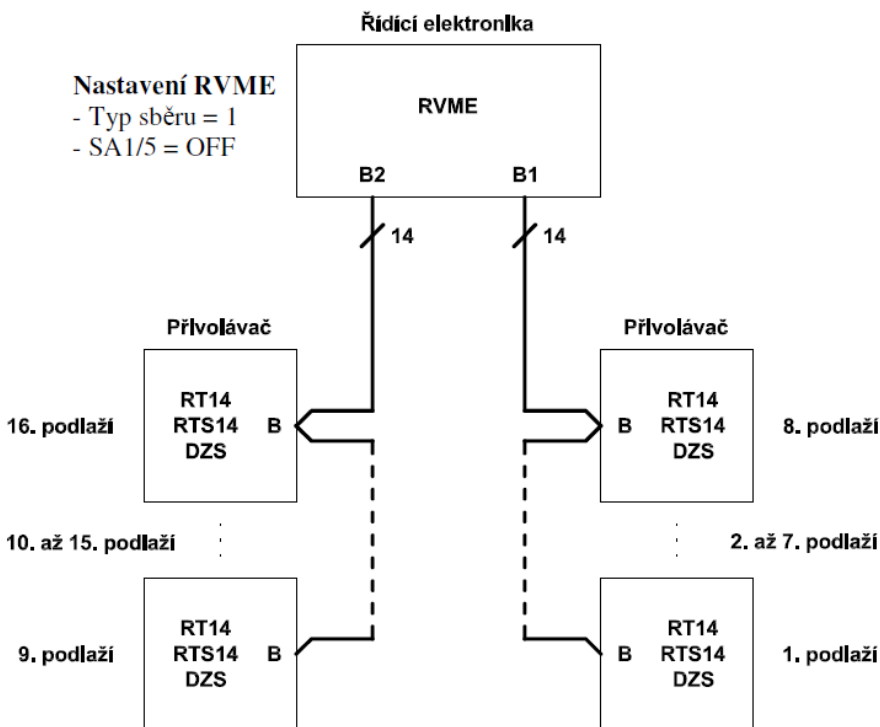 Řídící elektronika
Nastavení RVME
- Typ sběru = 1
- SA1/5 = OFF
RVME
B2
B1
14
14
Přivolávač
Přivolávač
16. podlaží
RT14
RTS14
DZS
B
B
RT14
RTS14
DZS
8. podlaží
10. až 15. podlaží
2. až 7. podlaží
9. podlaží
RT14
RTS14
DZS
B
B
RT14
RTS14
DZS
1. podlaží